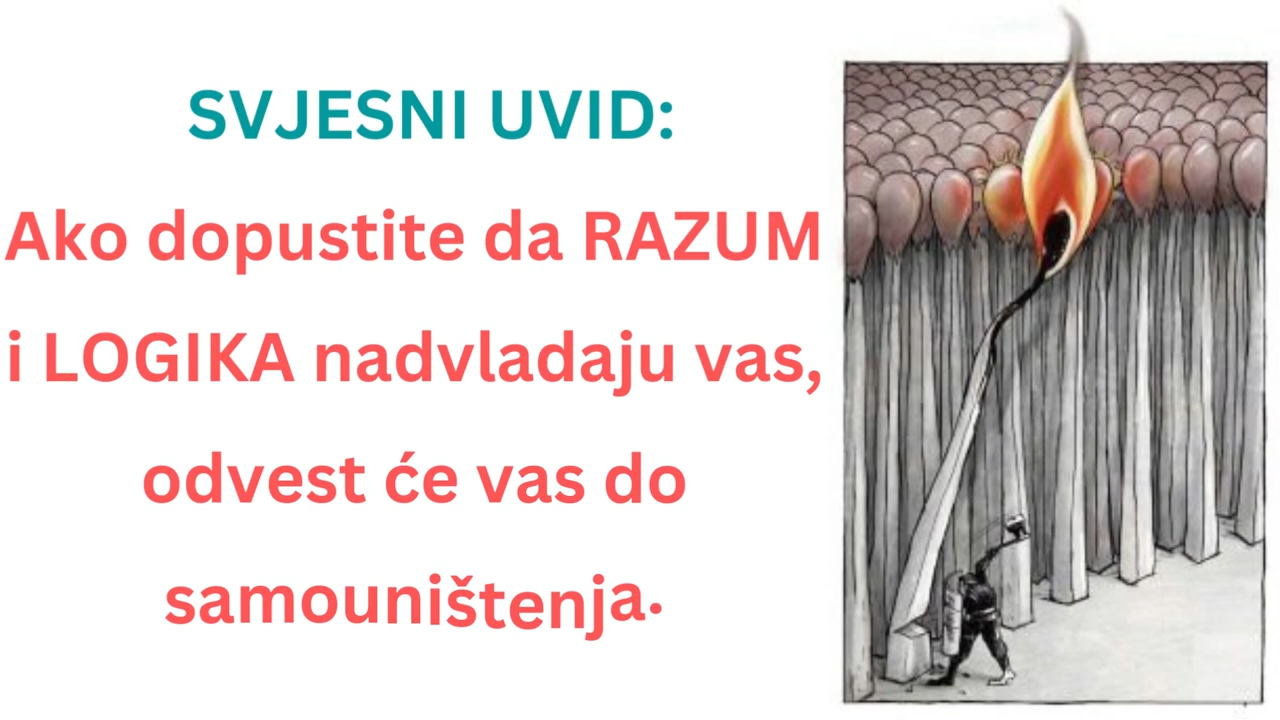 SVJESNI UVID:
Ako dopustite da RAZUM
i LOGIKA nadvladaju vas,
odvest će vas do
samouništenja.